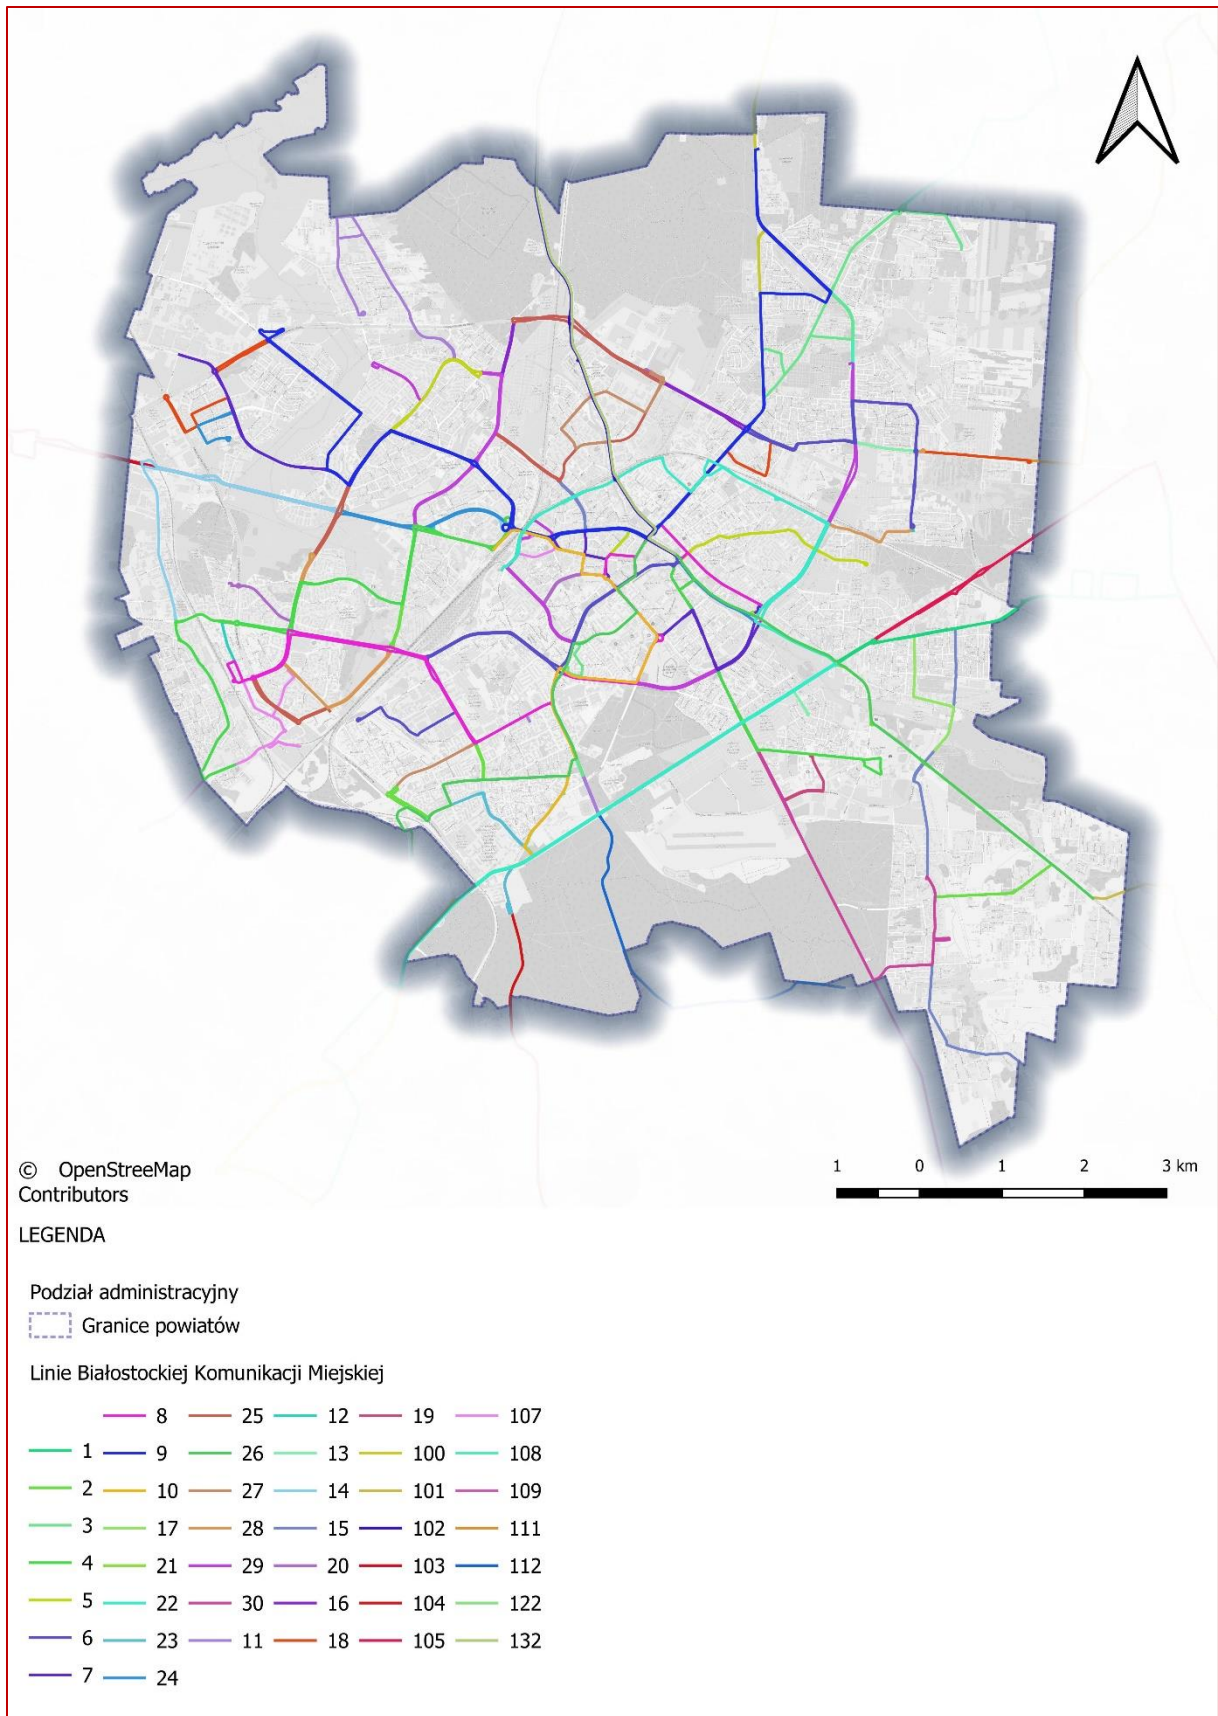 1 0 1 2 3 km
© OpenStreeMap
Contributors
LEGENDA
Podział administracyjny
Granice powiatów
Linie Białostockiej Komunikacji Miejskiej
8 25 12 19 107
1 9 26 13 100 108
2 10 27 14 101 109
3 17 28 15 102 111
4 21 29 20 103 112
5 22 30 16 104 122
6 23 11 18 105 132
7 24